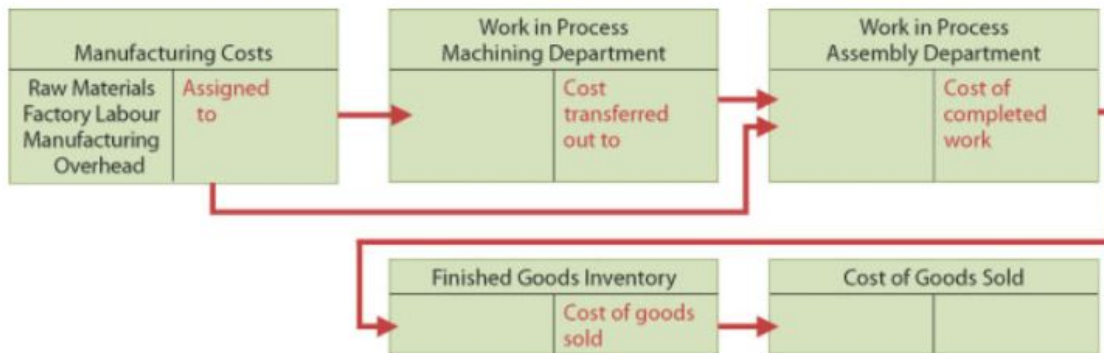 Manufacturing Costs
Raw Materials
Factory Labour
Manufacturing
Overhead
Assigned
to
Work in Process
Machining Department
Cost
transferred
out to
Work in Process
Assembly Department
Cost of
completed
work
Finished Goods Inventory
Cost of goods
sold
Cost of Goods Sold